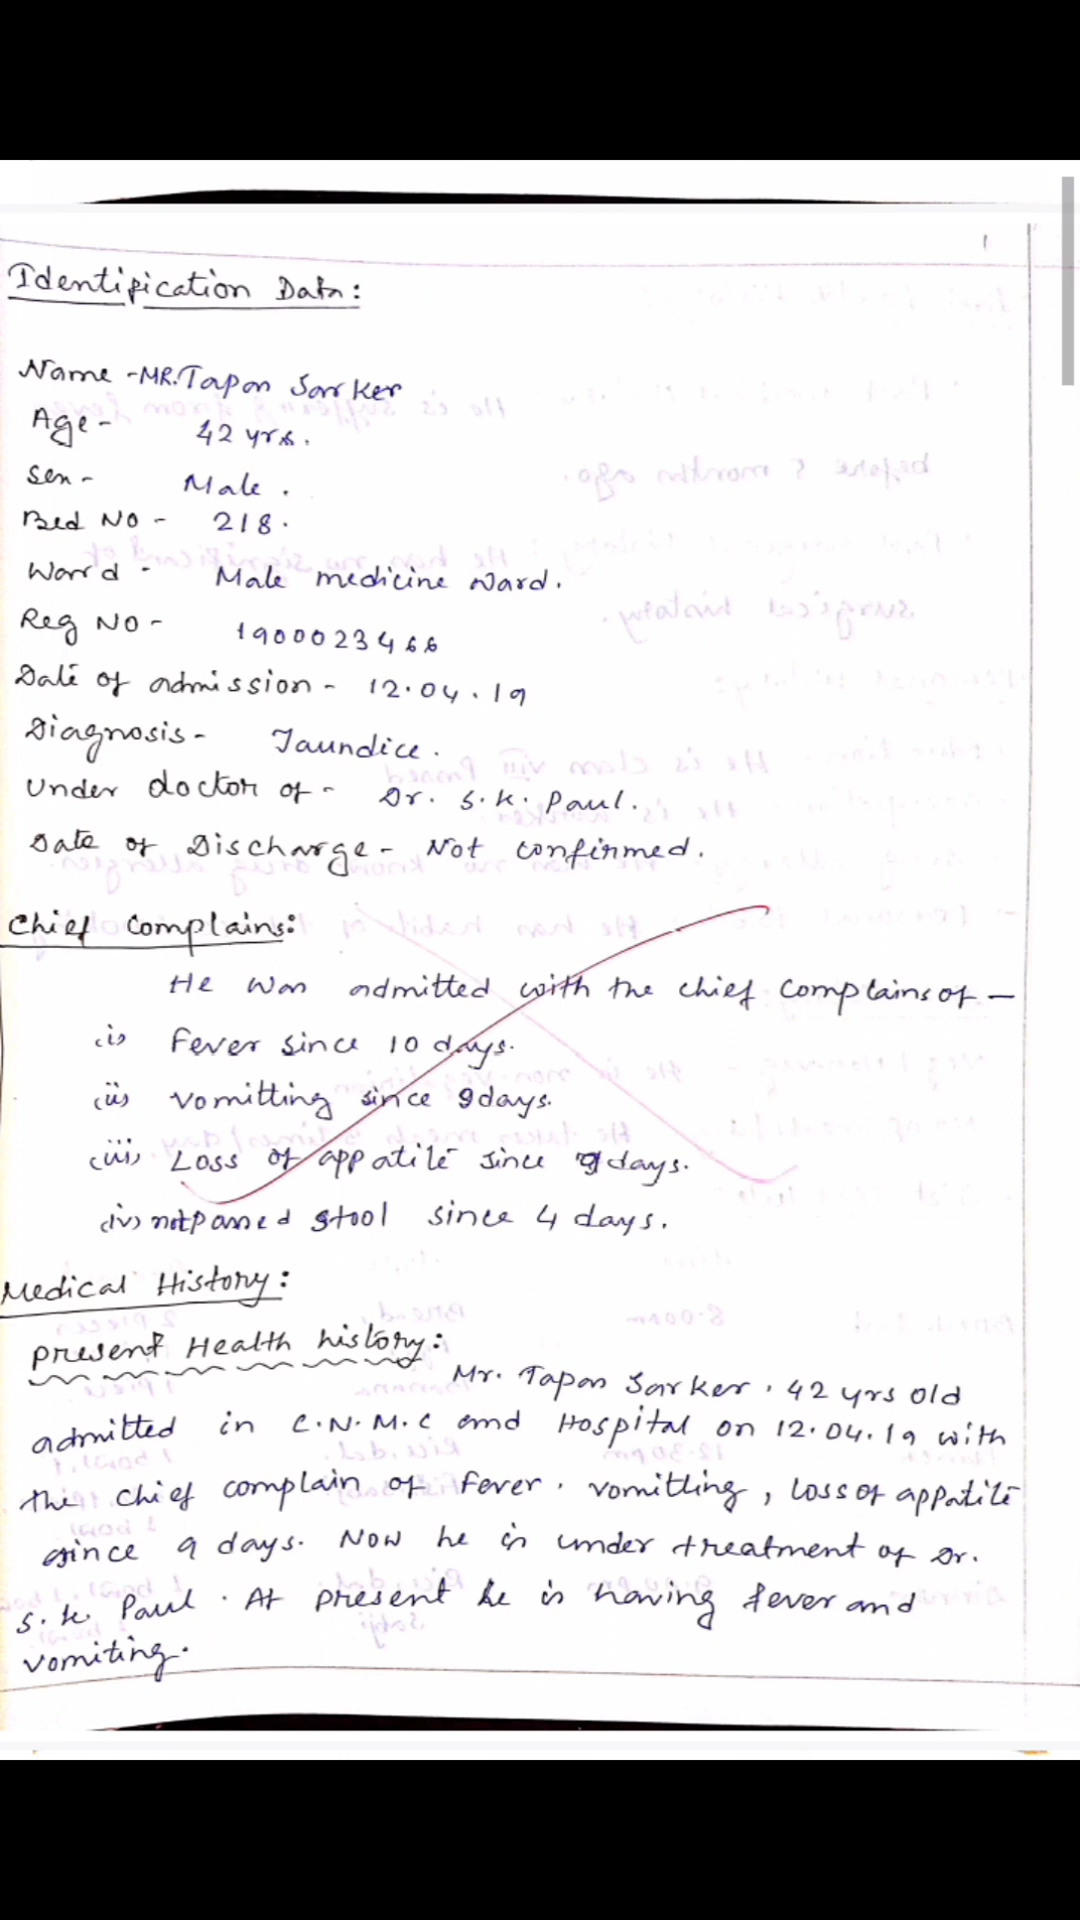 1
Identification Data:
Name - MR. Tapan Sarker
Age - 42 yrs.
Sex - Male.
Bed No - 218.
Ward - Male medicine ward.
Reg No - 1900023466
Date of admission - 12.04.19
Diagnosis - Jaundice.
Under doctor of - Dr. S.K. Paul.
Date of Discharge - Not confirmed.
Chief Complains:
He was admitted with the chief complains of —
(i) Fever since 10 days.
(ii) vomitting since 9days.
(iii) Loss of appatite since 9days.
(iv) not passed stool since 4 days.
Medical History:
present Health history:
Mr. Tapan Sarker. 42 yrs old
admitted in C.N.M.C and Hospital on 12.04.19 with
the chief complain of fever. vomitting, loss of appatite
since 9 days. Now he is under treatment of Dr.
S.K. Paul. At present he is having fever and
vomiting.